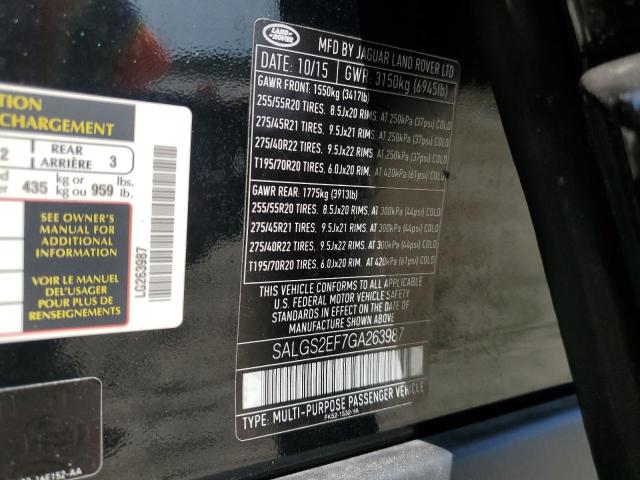 LAND ROVER
MFD BY JAGUAR LAND ROVER LTD
DATE: 10/15 GWR 3150kg (6945lb)
GAWR FRONT: 1550kg (3417lb)
255/55R20 TIRES. 8.5Jx20 RIMS. AT 250kPa (37psi) COLD
275/45R21 TIRES. 9.5Jx21 RIMS. AT 250kPa (37psi) COLD
275/40R22 TIRES. 9.5Jx22 RIMS. AT 250kPa (37psi) COLD
T195/70R20 TIRES. 6.0Jx20 RIM. AT 420kPa (61psi) COLD
GAWR REAR: 1775kg (3913lb)
255/55R20 TIRES. 8.5Jx20 RIMS. AT 300kPa (44psi) COLD
275/45R21 TIRES. 9.5Jx21 RIMS. AT 300kPa (44psi) COLD
275/40R22 TIRES. 9.5Jx22 RIMS. AT 300kPa (44psi) COLD
T195/70R20 TIRES. 6.0Jx20 RIM. AT 420kPa (61psi) COLD
THIS VEHICLE CONFORMS TO ALL APPLICABLE
U.S. FEDERAL MOTOR VEHICLE SAFETY
STANDARDS IN EFFECT ON THE DATE OF
MANUFACTURE SHOWN ABOVE
SALGS2EF7GA263987
TYPE: MULTI-PURPOSE PASSENGER VEHICLE
CHARGEMENT
2 REAR ARRIÈRE 3
435 kg or kg ou 959 lbs. lb.
SEE OWNER'S
MANUAL FOR
ADDITIONAL
INFORMATION
VOIR LE MANUEL
DEL'USAGER
POUR PLUS DE
RENSEIGNEMENTS
LG263987